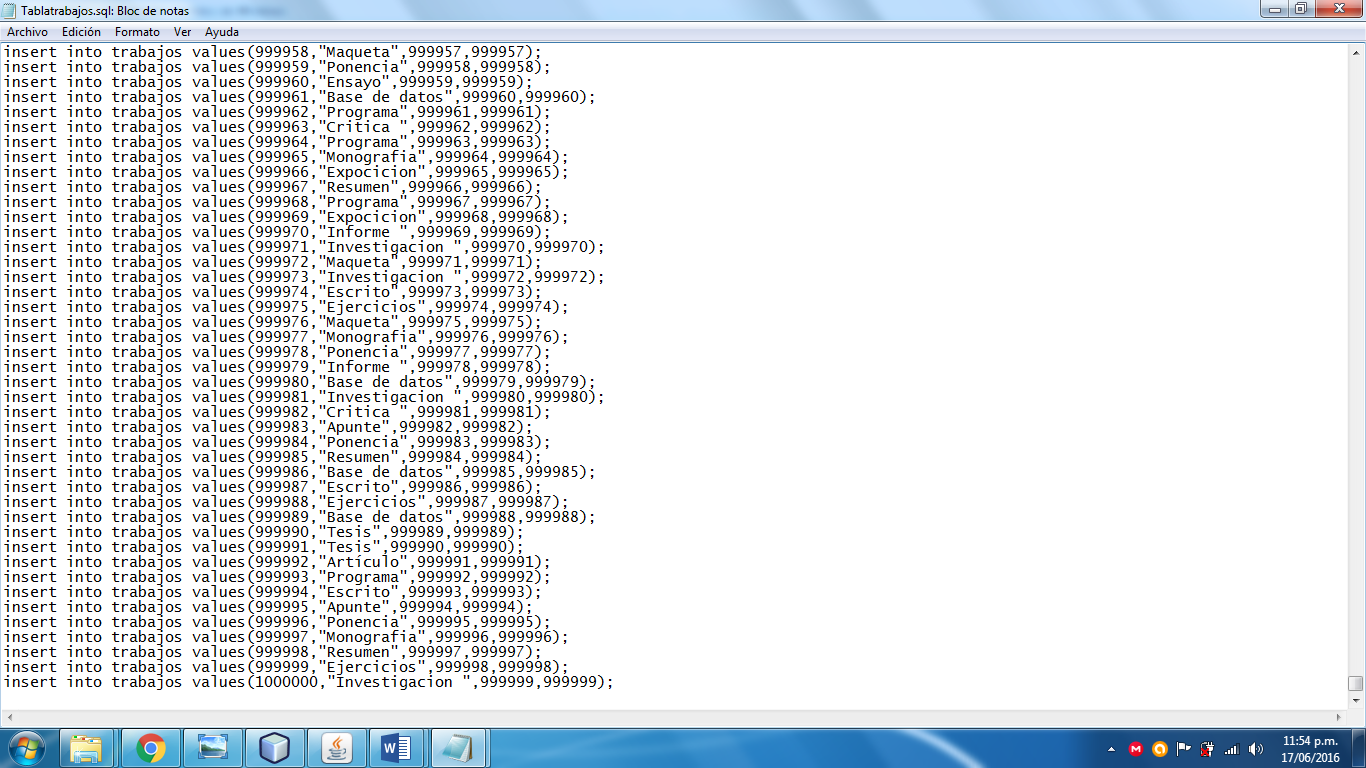 Tablatrabajos.sql: Bloc de notas
Archivo Edición Formato Ver Ayuda
insert into trabajos values(999958,"Maqueta",999957,999957);
insert into trabajos values(999959,"Ponencia",999958,999958);
insert into trabajos values(999960,"Ensayo",999959,999959);
insert into trabajos values(999961,"Base de datos",999960,999960);
insert into trabajos values(999962,"Programa",999961,999961);
insert into trabajos values(999963,"Critica ",999962,999962);
insert into trabajos values(999964,"Programa",999963,999963);
insert into trabajos values(999965,"Monografia",999964,999964);
insert into trabajos values(999966,"Expocicion",999965,999965);
insert into trabajos values(999967,"Resumen",999966,999966);
insert into trabajos values(999968,"Programa",999967,999967);
insert into trabajos values(999969,"Expocicion",999968,999968);
insert into trabajos values(999970,"Informe ",999969,999969);
insert into trabajos values(999971,"Investigacion ",999970,999970);
insert into trabajos values(999972,"Maqueta",999971,999971);
insert into trabajos values(999973,"Investigacion ",999972,999972);
insert into trabajos values(999974,"Escrito",999973,999973);
insert into trabajos values(999975,"Ejercicios",999974,999974);
insert into trabajos values(999976,"Maqueta",999975,999975);
insert into trabajos values(999977,"Monografia",999976,999976);
insert into trabajos values(999978,"Ponencia",999977,999977);
insert into trabajos values(999979,"Informe ",999978,999978);
insert into trabajos values(999980,"Base de datos",999979,999979);
insert into trabajos values(999981,"Investigacion ",999980,999980);
insert into trabajos values(999982,"Critica ",999981,999981);
insert into trabajos values(999983,"Apunte",999982,999982);
insert into trabajos values(999984,"Ponencia",999983,999983);
insert into trabajos values(999985,"Resumen",999984,999984);
insert into trabajos values(999986,"Base de datos",999985,999985);
insert into trabajos values(999987,"Escrito",999986,999986);
insert into trabajos values(999988,"Ejercicios",999987,999987);
insert into trabajos values(999989,"Base de datos",999988,999988);
insert into trabajos values(999990,"Tesis",999989,999989);
insert into trabajos values(999991,"Tesis",999990,999990);
insert into trabajos values(999992,"Artículo",999991,999991);
insert into trabajos values(999993,"Programa",999992,999992);
insert into trabajos values(999994,"Escrito",999993,999993);
insert into trabajos values(999995,"Apunte",999994,999994);
insert into trabajos values(999996,"Ponencia",999995,999995);
insert into trabajos values(999997,"Monografia",999996,999996);
insert into trabajos values(999998,"Resumen",999997,999997);
insert into trabajos values(999999,"Ejercicios",999998,999998);
insert into trabajos values(1000000,"Investigacion ",999999,999999);
11:54 p.m.
17/06/2016